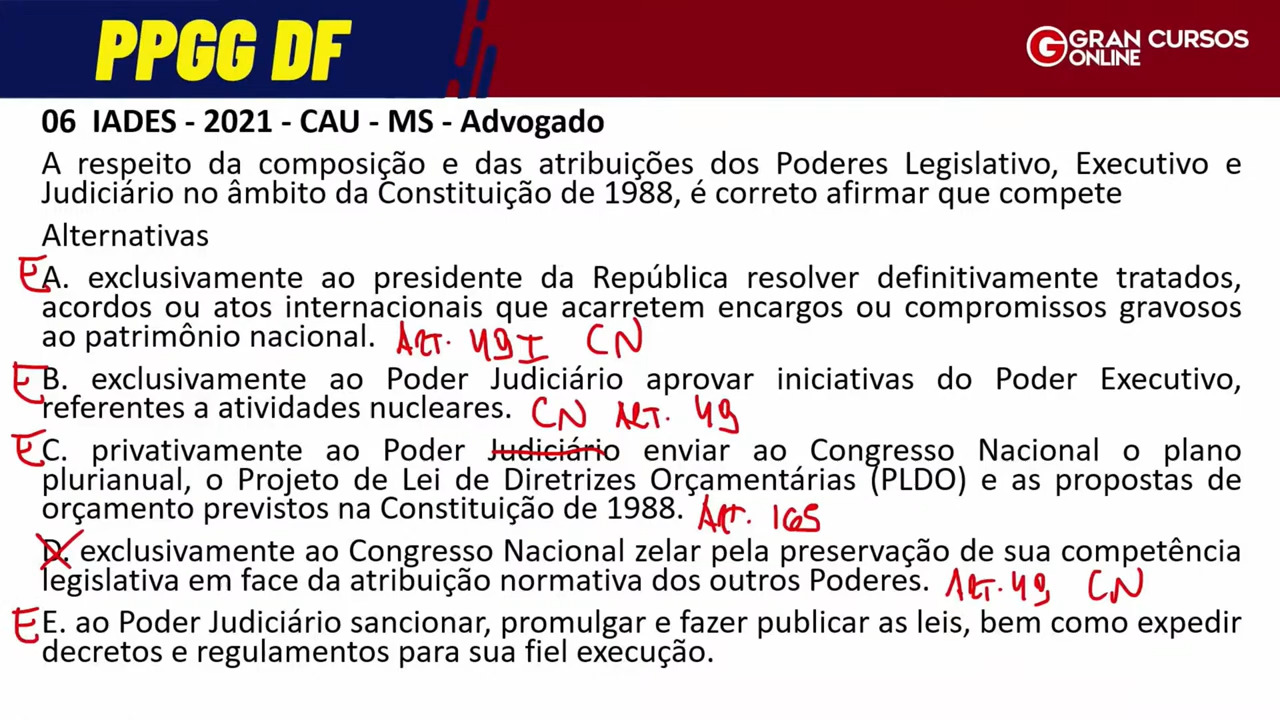 PPGG DF
GRAN CURSOS
ONLINE
06 IADES - 2021 - CAU - MS - Advogado
A respeito da composição e das atribuições dos Poderes Legislativo, Executivo e
Judiciário no âmbito da Constituição de 1988, é correto afirmar que compete
Alternativas
E A. exclusivamente ao presidente da República resolver definitivamente tratados,
acordos ou atos internacionais que acarretem encargos ou compromissos gravosos
ao patrimônio nacional. ART. 49 I CN
E B. exclusivamente ao Poder Judiciário aprovar iniciativas do Poder Executivo,
referentes a atividades nucleares. CN ART. 49
E C. privativamente ao Poder Judiciário enviar ao Congresso Nacional o plano
plurianual, o Projeto de Lei de Diretrizes Orçamentárias (PLDO) e as propostas de
orçamento previstos na Constituição de 1988. Art. 165
D. exclusivamente ao Congresso Nacional zelar pela preservação de sua competência
legislativa em face da atribuição normativa dos outros Poderes. ART. 49 CN
E E. ao Poder Judiciário sancionar, promulgar e fazer publicar as leis, bem como expedir
decretos e regulamentos para sua fiel execução.